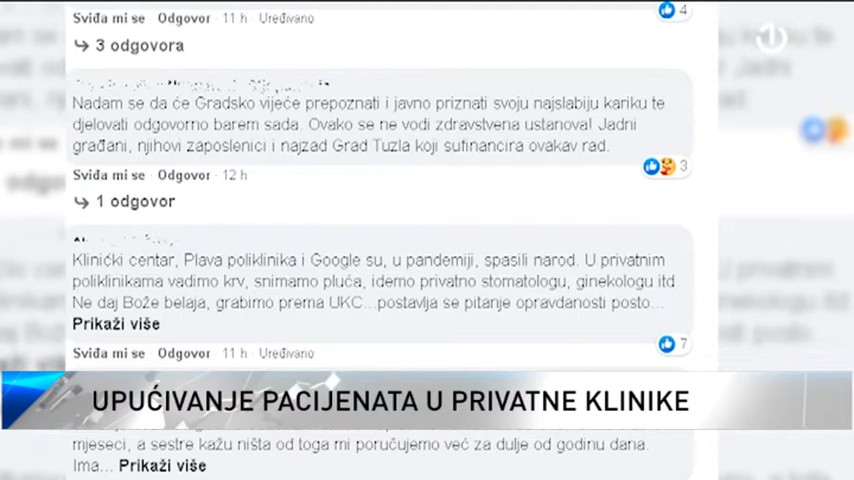 Sviđa mi se · Odgovor · 11 h · Uređivano
4
3 odgovora
Nadam se da će Gradsko vijeće prepoznati i javno priznati svoju najslabiju kariku te
djelovati odgovorno barem sada. Ovako se ne vodi zdravstvena ustanova! Jadni
građani, njihovi zaposlenici i najzad Grad Tuzla koji sufinancira ovakav rad.
Sviđa mi se · Odgovor · 12 h
3
1 odgovor
Klinićki centar, Plava poliklinika i Google su, u pandemiji, spasili narod. U privatnim
poliklinikama vadimo krv, snimamo pluća, idemo privatno stomatologu, ginekologu itd
Ne daj Bože belaja, grabimo prema UKC...postavlja se pitanje opravdanosti posto...
Prikaži više
Sviđa mi se · Odgovor · 11 h · Uređivano
7
UPUĆIVANJE PACIJENATA U PRIVATNE KLINIKE
mjeseci, a sestre kažu ništa od toga mi poručujemo već za dulje od godinu dana.
Ima... Prikaži više